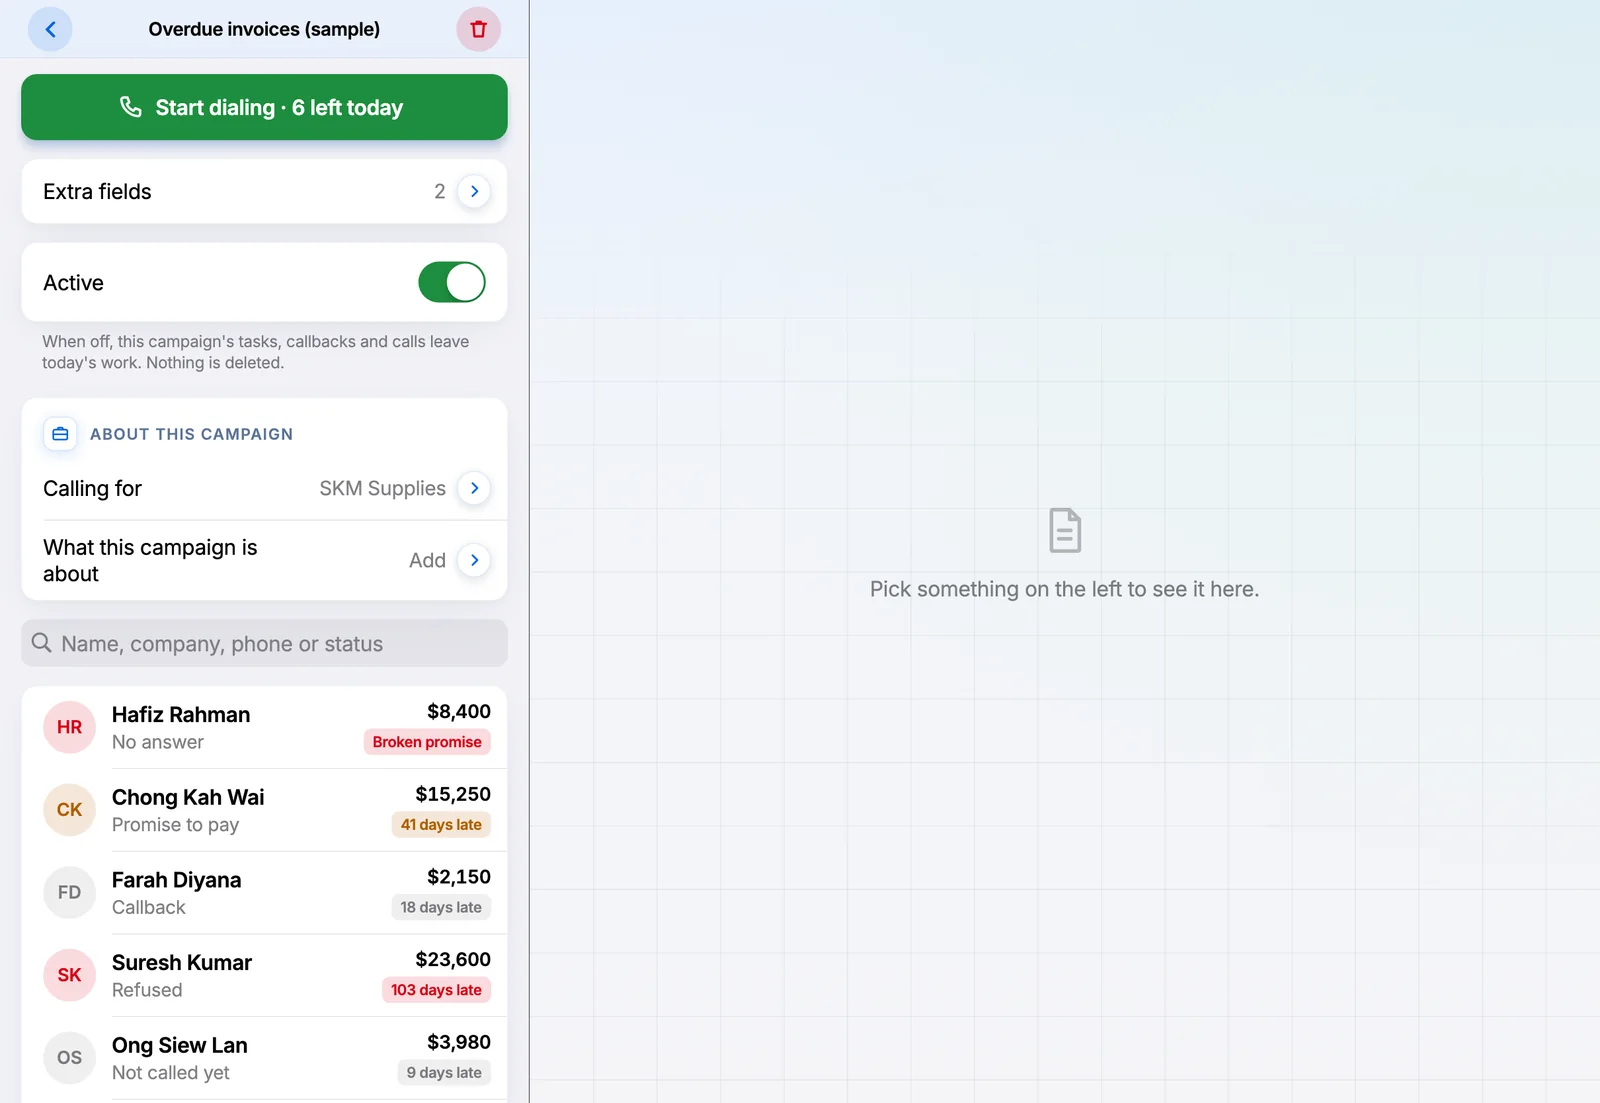 Overdue invoices (sample)
Start dialing · 6 left today
Extra fields
2
Active
When off, this campaign's tasks, callbacks and calls leave
today's work. Nothing is deleted.
ABOUT THIS CAMPAIGN
Calling for
SKM Supplies
What this campaign is
about
Add
Name, company, phone or status
HR
Hafiz Rahman
$8,400
No answer
Broken promise
CK
Chong Kah Wai
$15,250
Promise to pay
41 days late
FD
Farah Diyana
$2,150
Callback
18 days late
SK
Suresh Kumar
$23,600
Refused
103 days late
OS
Ong Siew Lan
$3,980
Not called yet
9 days late
Pick something on the left to see it here.